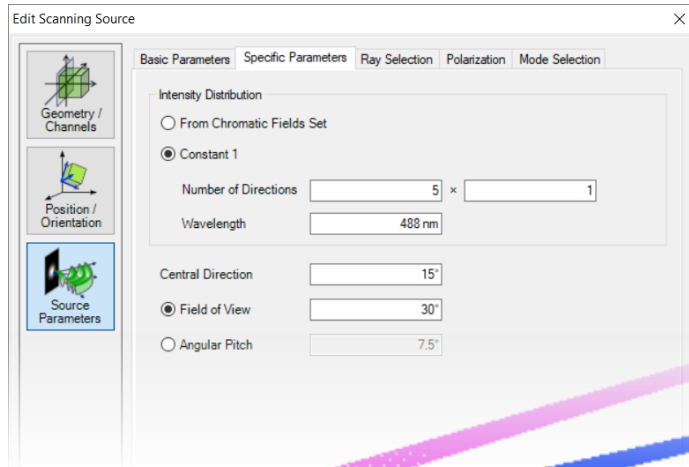 Edit Scanning Source
Basic Parameters
Specific Parameters
Ray Selection
Polarization
Mode Selection
Geometry /
Channels
Position /
Orientation
Source
Parameters
Intensity Distribution
From Chromatic Fields Set
Constant 1
Number of Directions 5 × 1
Wavelength 488 nm
Central Direction 15°
Field of View 30°
Angular Pitch 7.5°